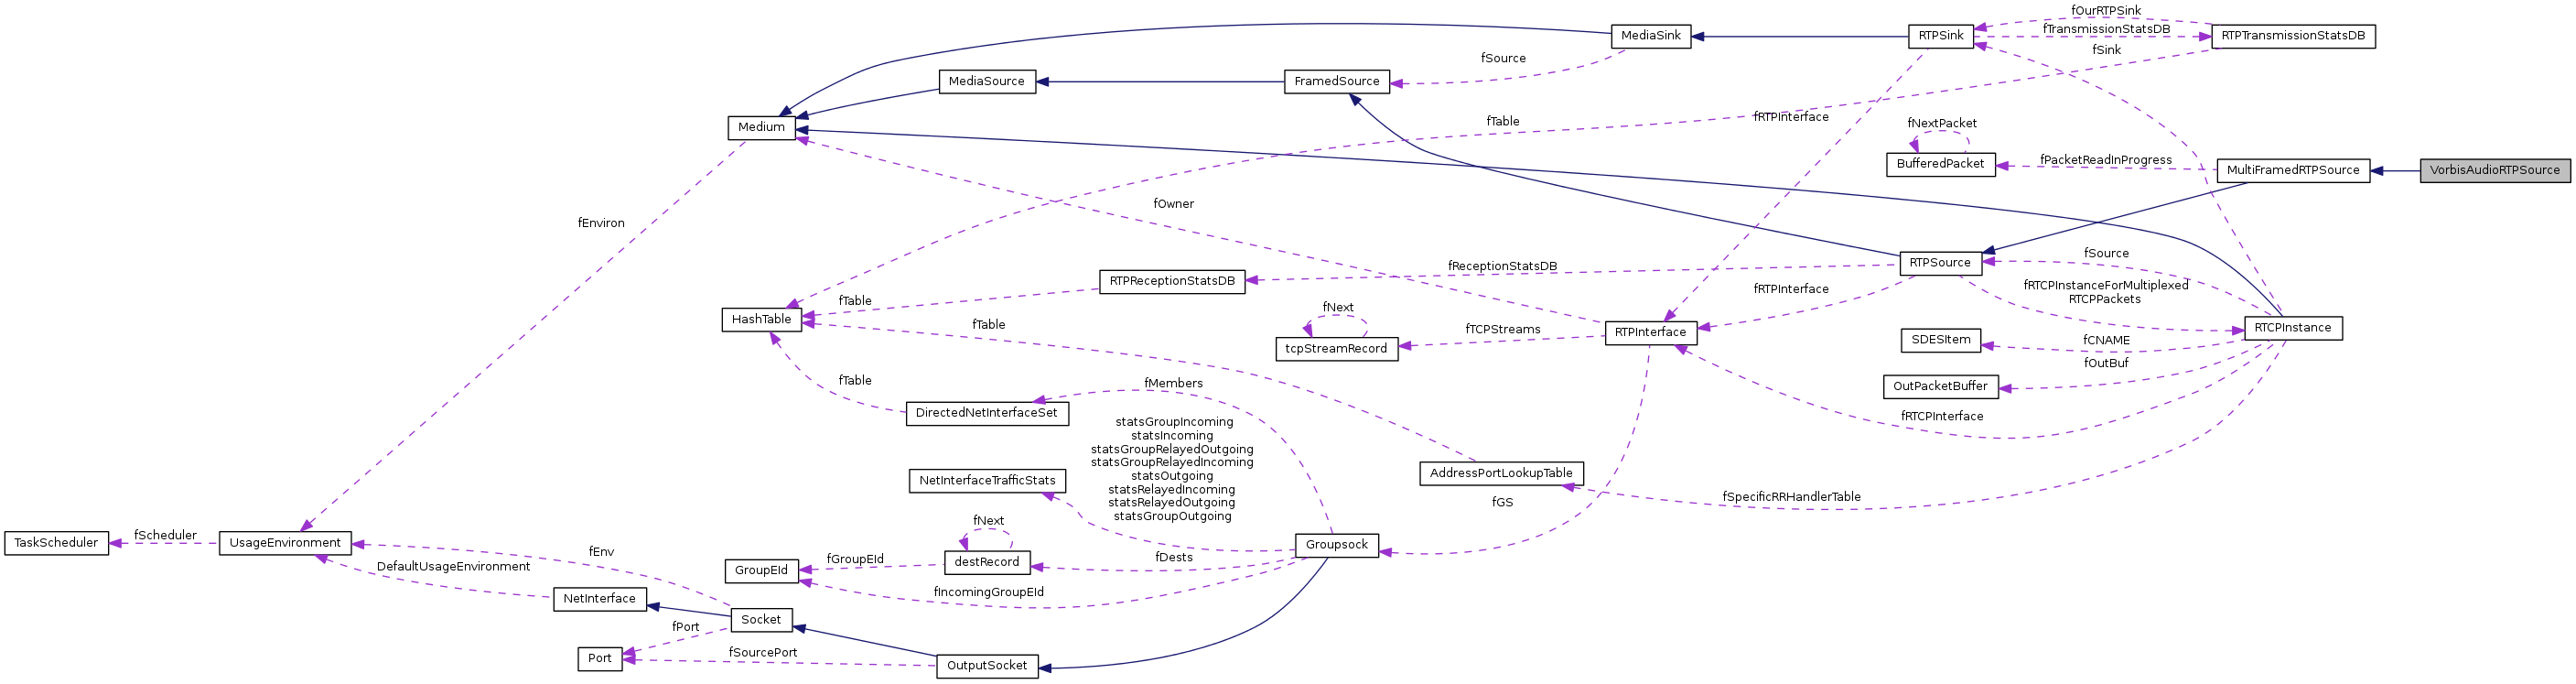 fOurRTPSink
MediaSink
RTPSink
fTransmissionStatsDB
RTPTransmissionStatsDB
fSink
fSource
MediaSource
FramedSource
Medium
fTable
fRTPInterface
fNextPacket
BufferedPacket
fPacketReadInProgress
MultiFramedRTPSource
VorbisAudioRTPSource
fOwner
fEnviron
fSource
RTPSource
fReceptionStatsDB
RTPReceptionStatsDB
fRTPInterface
fRTCPInstanceForMultiplexed
RTCPPackets
fTable
HashTable
fTable
fNext
tcpStreamRecord
fTCPStreams
RTPInterface
RTCPInstance
SDESItem
fCNAME
fOutBuf
OutPacketBuffer
fTable
fMembers
DirectedNetInterfaceSet
fRTCPInterface
statsGroupIncoming
statsIncoming
statsGroupRelayedOutgoing
statsGroupRelayedIncoming
statsOutgoing
statsRelayedIncoming
statsRelayedOutgoing
statsGroupOutgoing
NetInterfaceTrafficStats
AddressPortLookupTable
fSpecificRRHandlerTable
fGS
TaskScheduler
fScheduler
UsageEnvironment
fEnv
fNext
Groupsock
fGroupEId
destRecord
fDests
GroupEId
DefaultUsageEnvironment
fIncomingGroupEId
NetInterface
Socket
fPort
Port
fSourcePort
OutputSocket